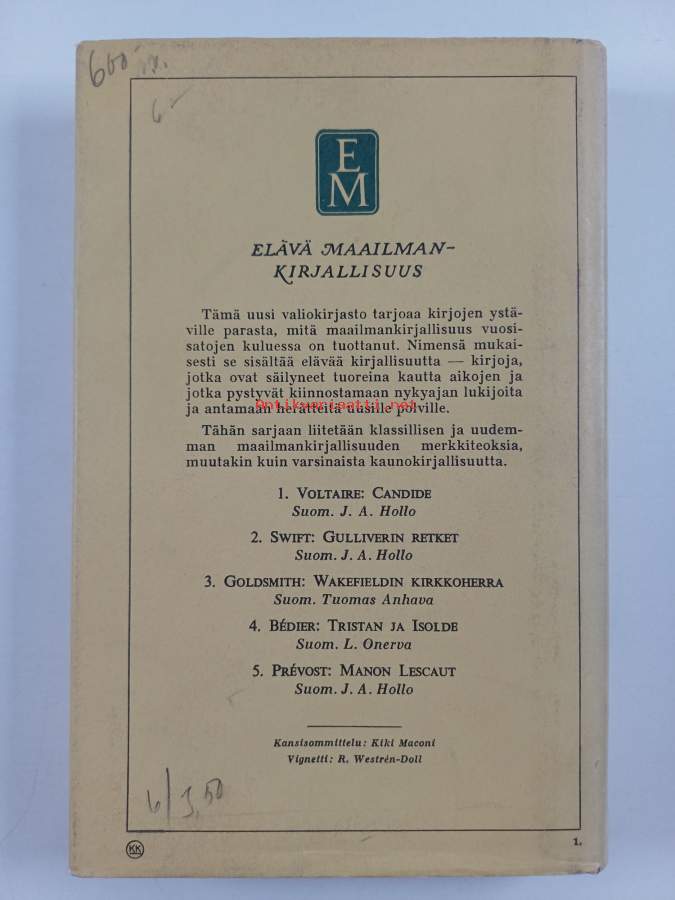 600
6
E
M
ELÄVÄ MAAILMAN-
KIRJALLISUUS
Tämä uusi valiokirjasto tarjoaa kirjojen ystä-
ville parasta, mitä maailmankirjallisuus vuosi-
satojen kuluessa on tuottanut. Nimensä mukai-
sesti se sisältää elävää kirjallisuutta — kirjoja,
jotka ovat säilyneet tuoreina kautta aikojen ja
jotka pystyvät kiinnostamaan nykyajan lukijoita
Antikvariaatti.net
ja antamaan herätteitä uusille polville.
Tähän sarjaan liitetään klassillisen ja uudem-
man maailmankirjallisuuden merkkiteoksia,
muutakin kuin varsinaista kaunokirjallisuutta.
1. VOLTAIRE: CANDIDE
Suom. J. A. Hollo
2. SWIFT: GULLIVERIN RETKET
Suom. J. A. Hollo
3. GOLDSMITH: WAKEFIELDIN KIRKKOHERRA
Suom. Tuomas Anhava
4. BÉDIER: TRISTAN JA ISOLDE
Suom. L. Onerva
5. PRÉVOST: MANON LESCAUT
Suom. J. A. Hollo
Kansisommittelu: Kiki Maconi
Vignetti: R. Westrén-Doll
6/3,50
KK
1.